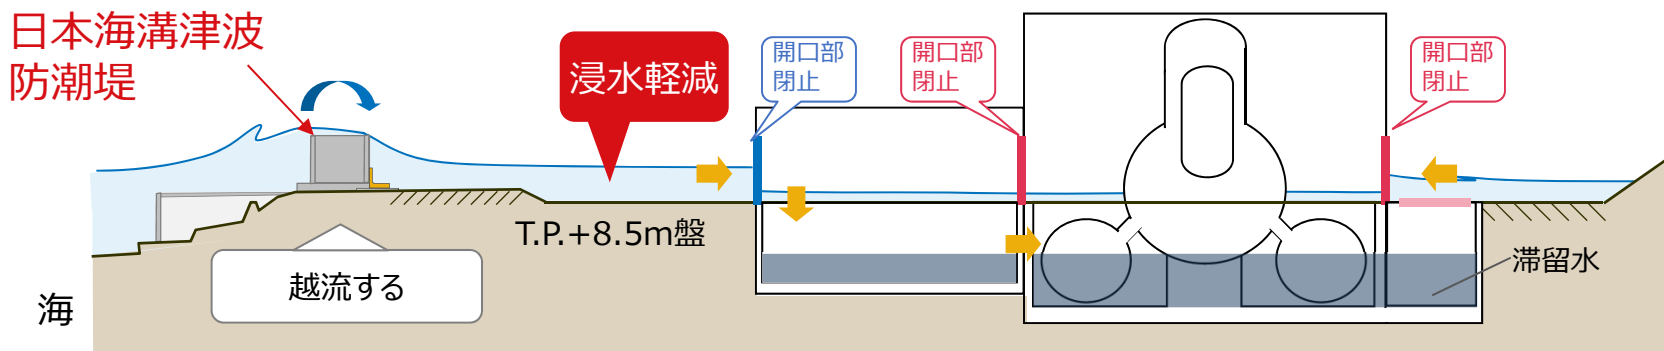 日本海溝津波
防潮堤
浸水軽減
開口部
閉止
開口部
閉止
開口部
閉止
T.P.+8.5m盤
越流する
滞留水
海